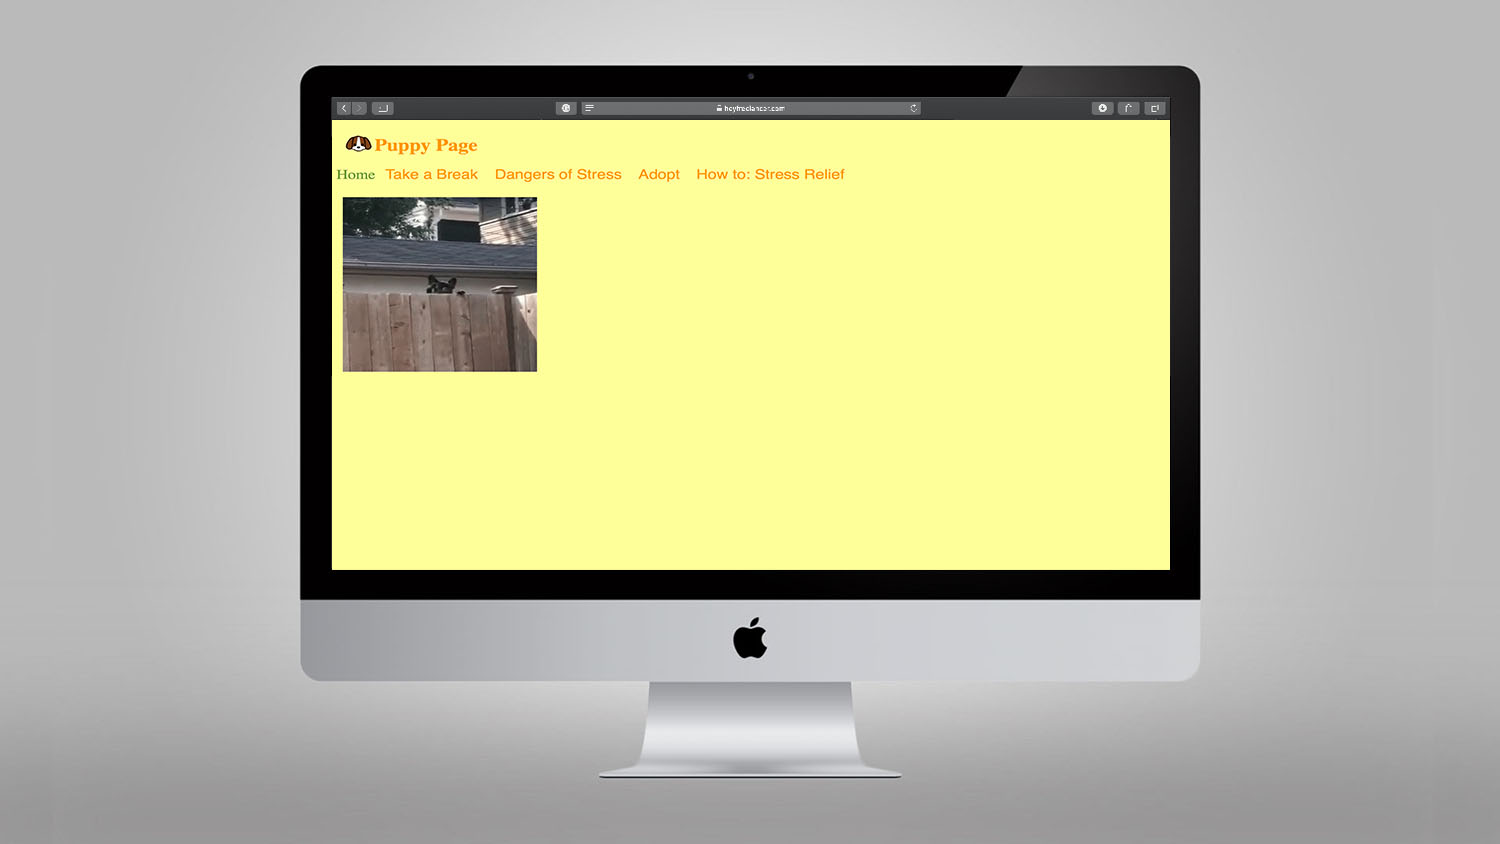 heyfreelancer.com
Puppy Page
Home Take a Break Dangers of Stress Adopt How to: Stress Relief